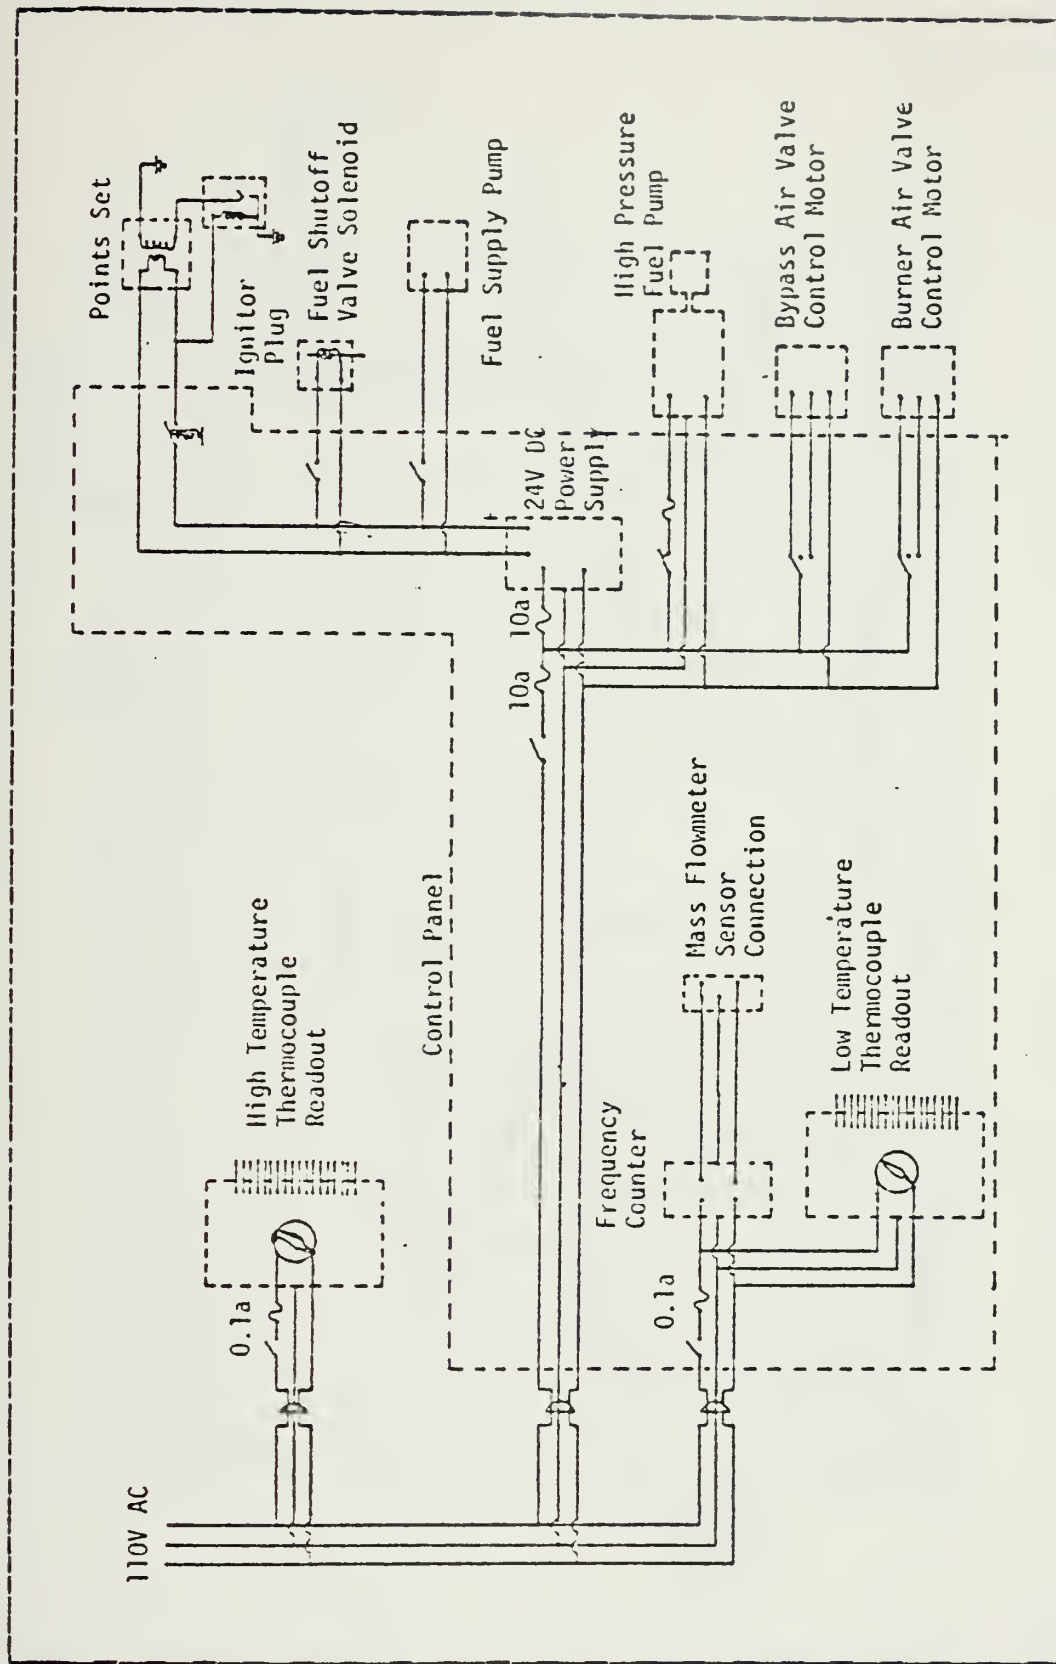 110V AC
0.1a
High Temperature
Thermocouple
Readout
Control Panel
10a
10a
24V DC
Power
Supply
+
Points Set
Ignitor
Plug
Fuel Shutoff
Valve Solenoid
Fuel Supply Pump
High Pressure
Fuel Pump
Bypass Air Valve
Control Motor
Burner Air Valve
Control Motor
Frequency
Counter
0.1a
Mass Flowmeter
Sensor
Connection
Low Temperature
Thermocouple
Readout